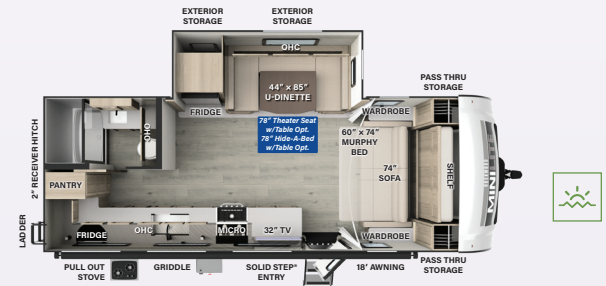 EXTERIOR
STORAGE
EXTERIOR
STORAGE
OHC
44" x 85"
U-DINETTE
FRIDGE
78" Theater Seat
w/Table Opt.
78" Hide-A-Bed
w/Table Opt.
PASS THRU
STORAGE
WARDROBE
60" x 74"
MURPHY
BED
74"
SOFA
SHELF
MINI
WARDROBE
2" RECEIVER HITCH
OHC
PANTRY
LADDER
FRIDGE
OHC
MICRO
32" TV
PULL OUT
STOVE
GRIDDLE
SOLID STEP®
ENTRY
18' AWNING
PASS THRU
STORAGE